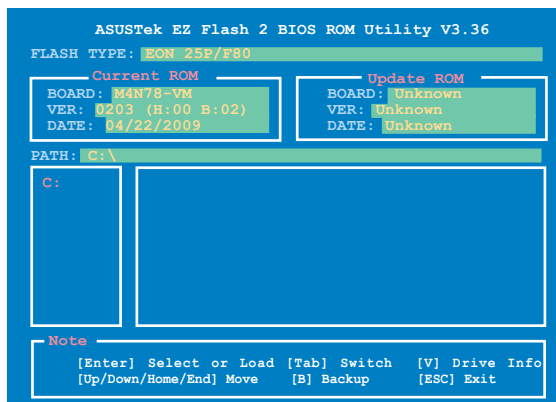 ASUSTek EZ Flash 2 BIOS ROM Utility V3.36
FLASH TYPE: EON 25P/F80
Current ROM
BOARD: M4N78-VM
VER: 0203 (H:00 B:02)
DATE: 04/22/2009
Update ROM
BOARD: Unknown
VER: Unknown
DATE: Unknown
PATH: C:\
C:
Note
[Enter] Select or Load [Tab] Switch [V] Drive Info
[Up/Down/Home/End] Move [B] Backup [ESC] Exit